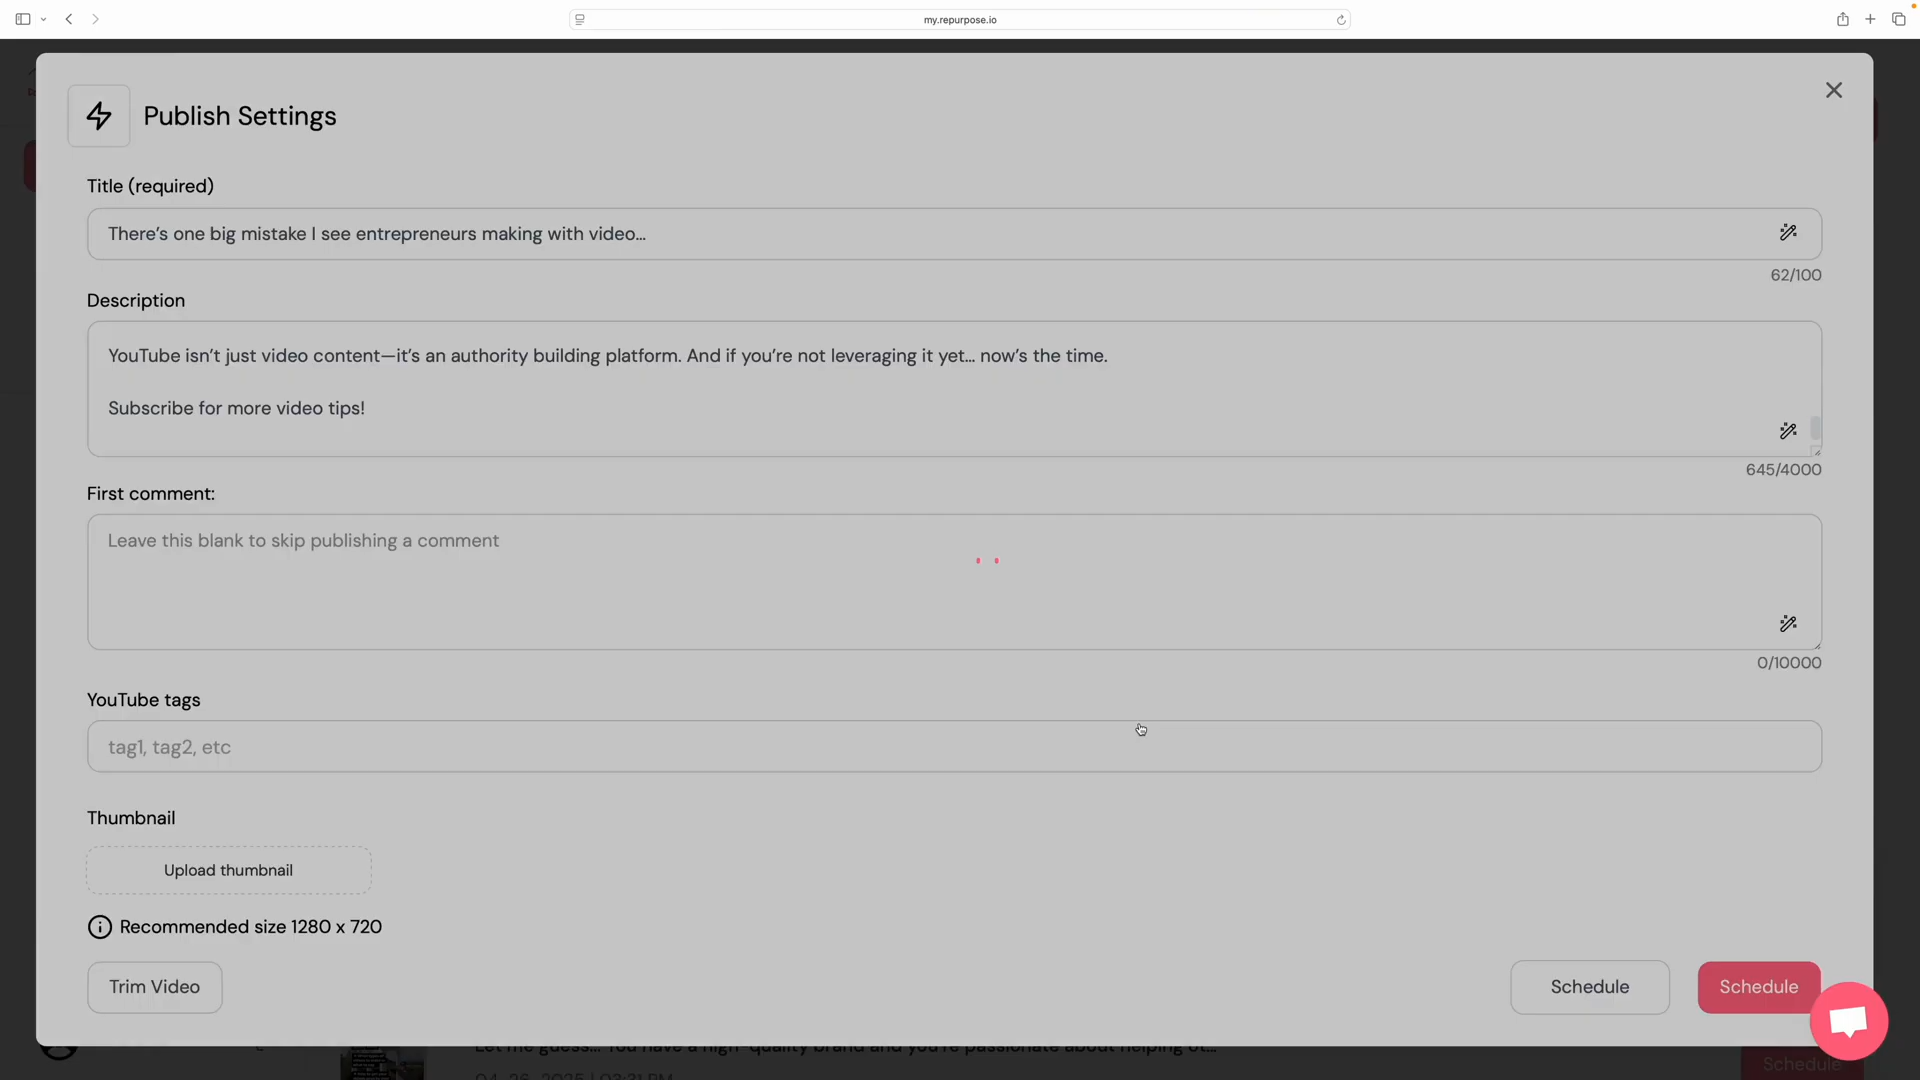 my.repurpose.io
Publish Settings
Title (required)
There’s one big mistake I see entrepreneurs making with video…
62/100
Description
YouTube isn’t just video content—it’s an authority building platform. And if you’re not leveraging it yet… now’s the time.
Subscribe for more video tips!
645/4000
First comment:
Leave this blank to skip publishing a comment
0/10000
YouTube tags
tag1, tag2, etc
Thumbnail
Upload thumbnail
Recommended size 1280 x 720
Trim Video
Schedule
Schedule
Let me guess... You have a high-quality brand and you're passionate about helping ot...
04-26-2025 | 03:31 PM
Schedule